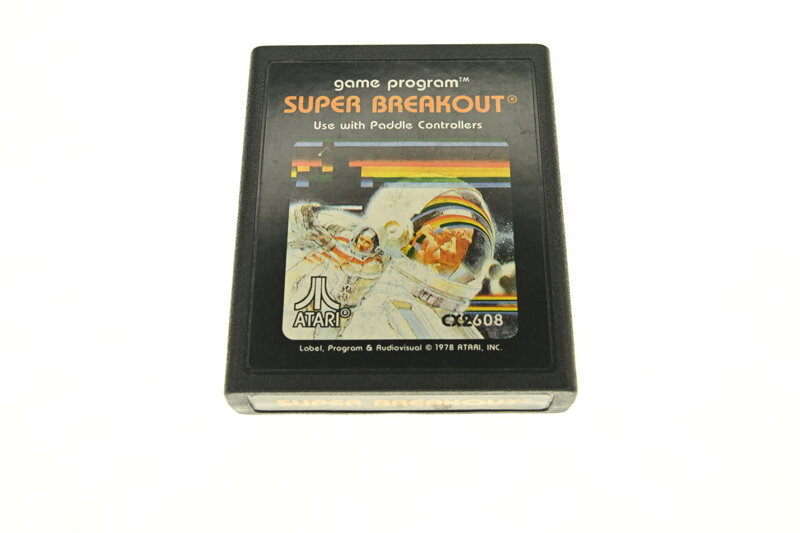 game program™
SUPER BREAKOUT®
Use with Paddle Controllers
ATARI®
CX2608
Label, Program & Audiovisual © 1978 ATARI, INC.
SUPER BREAKOUT®